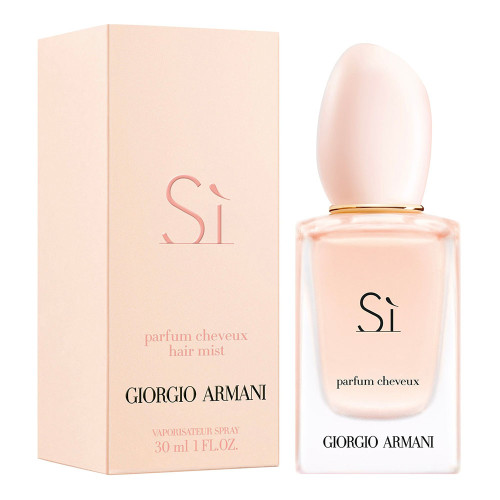 Sì
parfum cheveux
hair mist
GIORGIO ARMANI
VAPORISATEUR SPRAY
30 ml 1 FL.OZ.
Sì
parfum cheveux
GIORGIO ARMANI